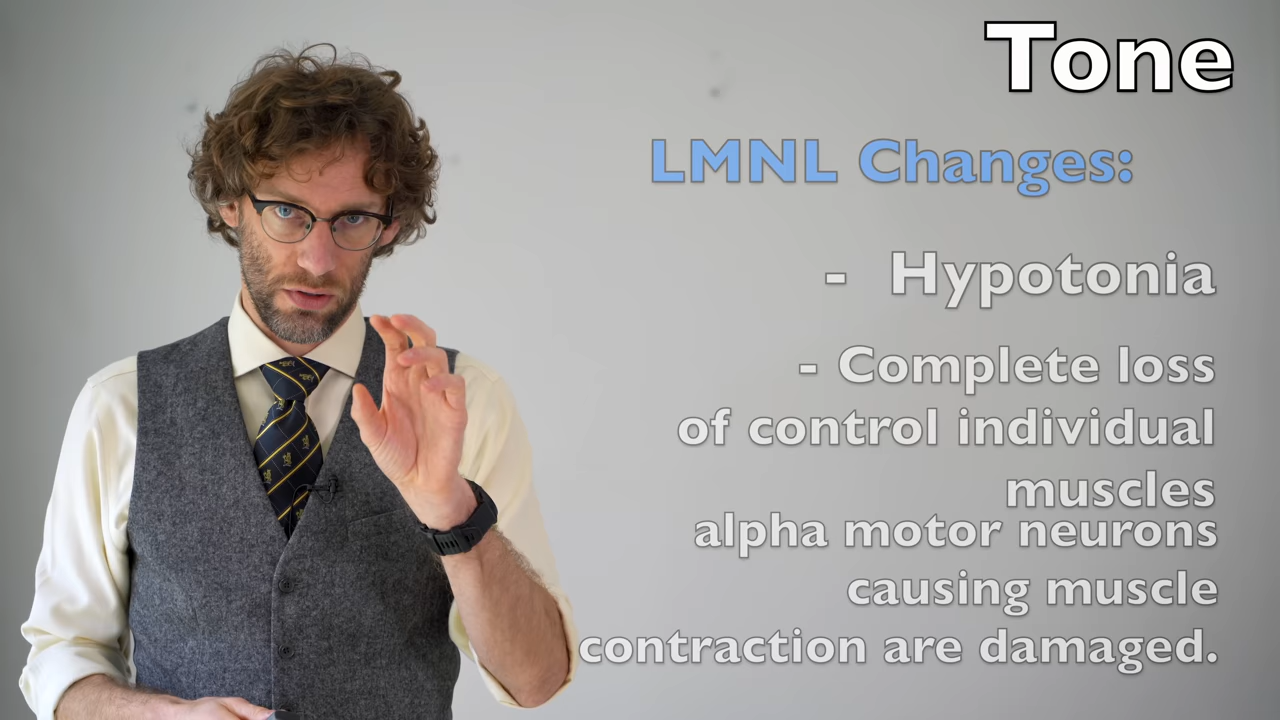 Tone
LMNL Changes:
- Hypotonia
- Complete loss
of control individual
muscles
alpha motor neurons
causing muscle
contraction are damaged.